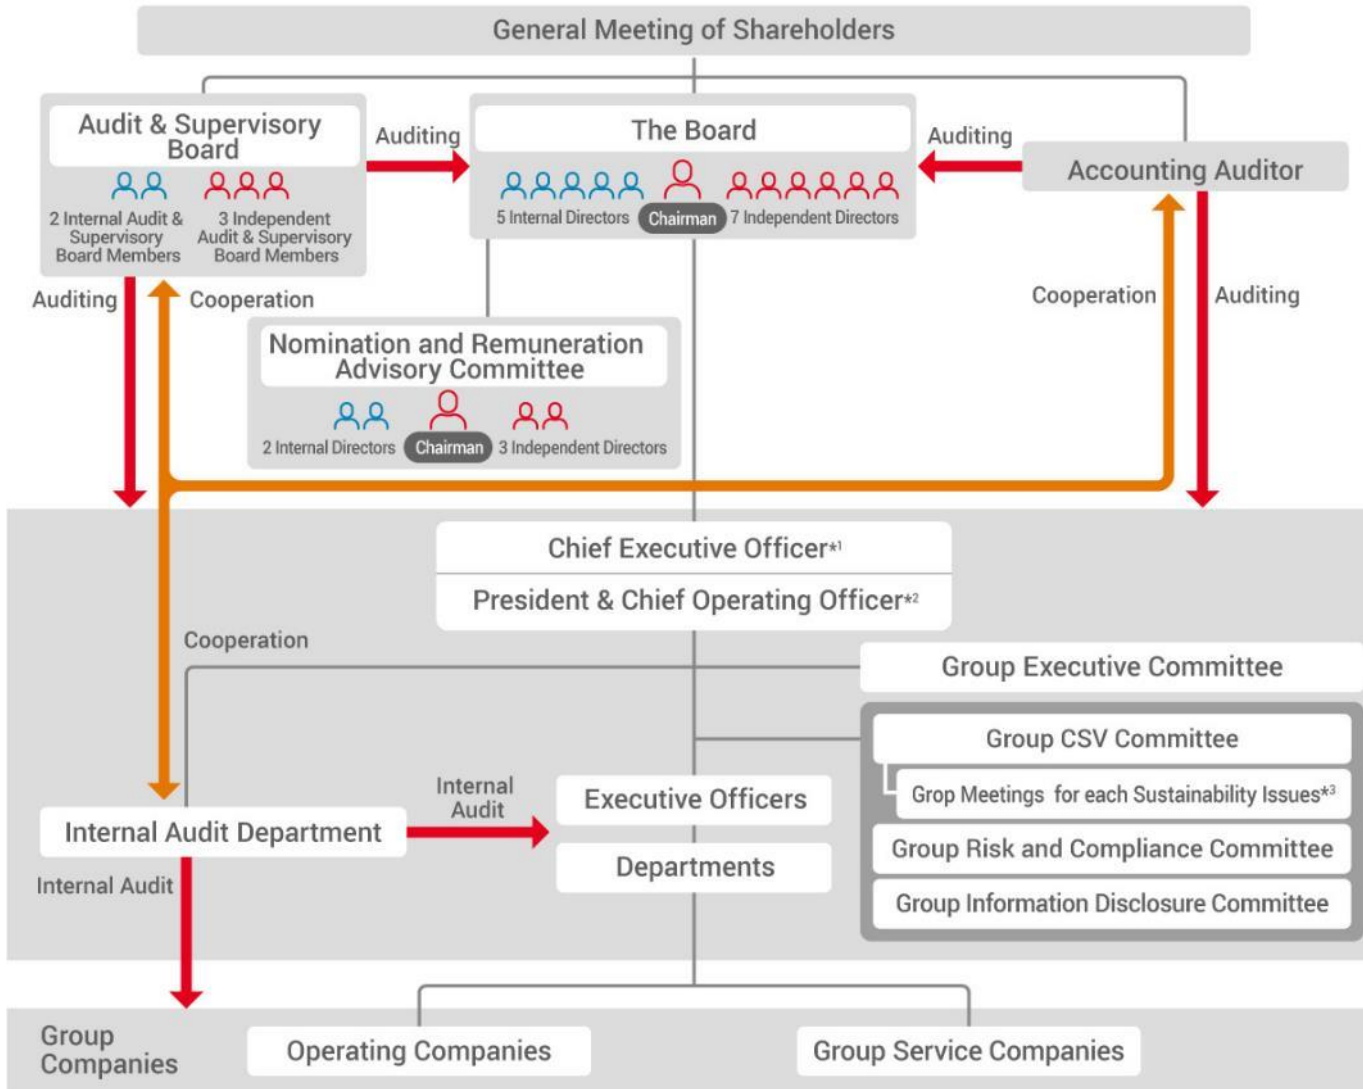 General Meeting of Shareholders
Audit & Supervisory
Board
2 Internal Audit &
Supervisory
Board Members
3 Independent
Audit & Supervisory
Board Members
Auditing
The Board
5 Internal Directors
Chairman
7 Independent Directors
Auditing
Accounting Auditor
Auditing
Cooperation
Cooperation
Auditing
Nomination and Remuneration
Advisory Committee
2 Internal Directors
Chairman
3 Independent Directors
Chief Executive Officer*1
President & Chief Operating Officer*2
Cooperation
Group Executive Committee
Group CSV Committee
Grop Meetings for each Sustainability Issues*3
Group Risk and Compliance Committee
Group Information Disclosure Committee
Internal Audit Department
Internal
Audit
Executive Officers
Departments
Internal Audit
Group
Companies
Operating Companies
Group Service Companies